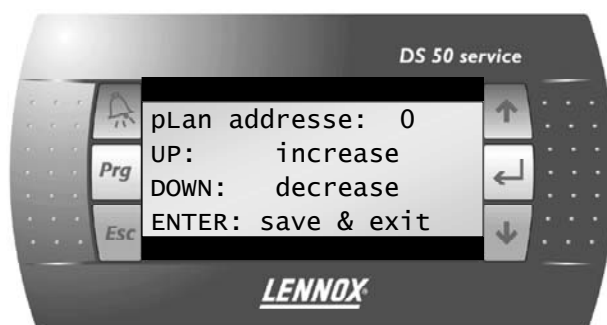 DS 50 service
pLan addresse: 0
UP: increase
Prg
DOWN: decrease
Esc
ENTER: save & exit
LENNOX